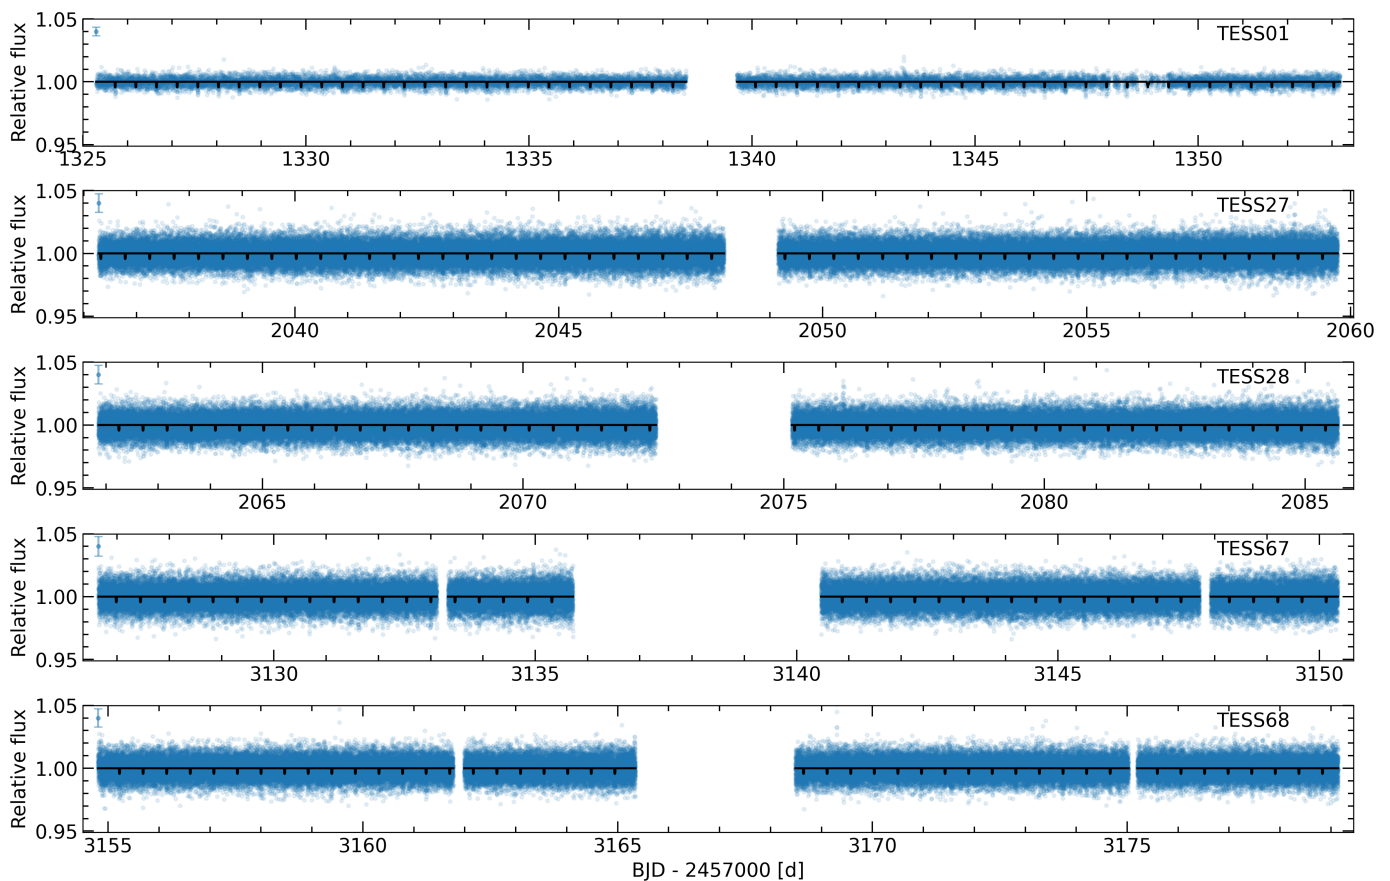 1.05
TESS01
1.00
0.95
Relative flux
1325 1330 1335 1340 1345 1350
1.05
TESS27
1.00
0.95
Relative flux
2040 2045 2050 2055 2060
1.05
TESS28
1.00
0.95
Relative flux
2065 2070 2075 2080 2085
1.05
TESS67
1.00
0.95
Relative flux
3130 3135 3140 3145 3150
1.05
TESS68
1.00
0.95
Relative flux
3155 3160 3165 3170 3175
BJD - 2457000 [d]